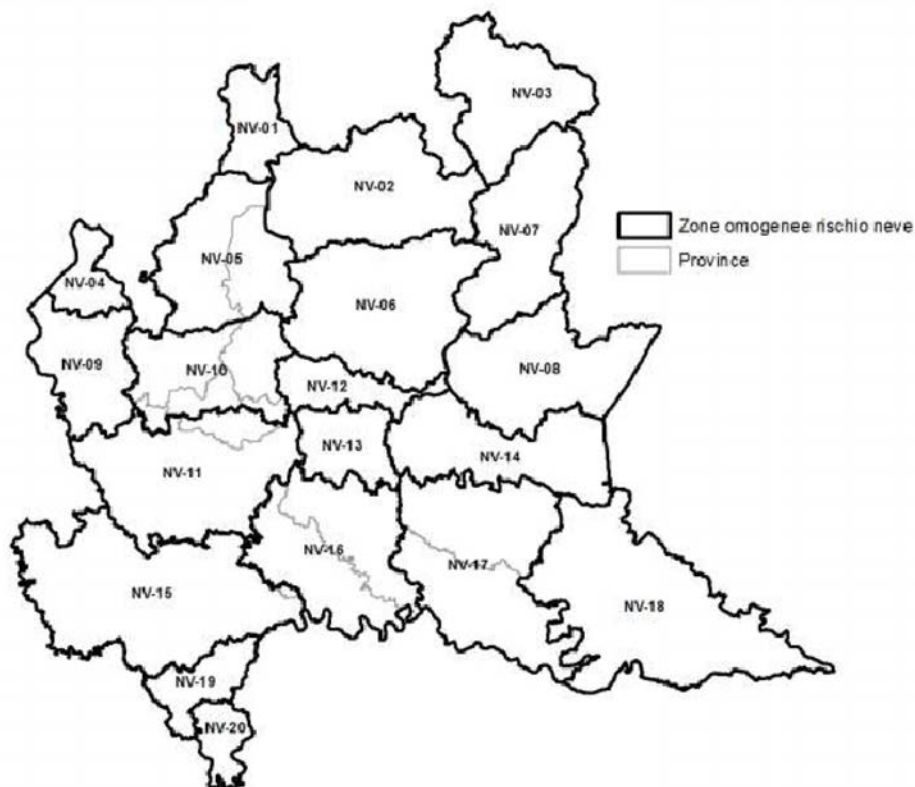 NV-03
NV-01
NV-02
NV-07
Zone omogenee rischio neve
Province
NV-05
NV-04
NV-06
NV-09
NV-10
NV-08
NV-12
NV-13
NV-14
NV-11
NV-16
NV-17
NV-15
NV-18
NV-19
NV-20